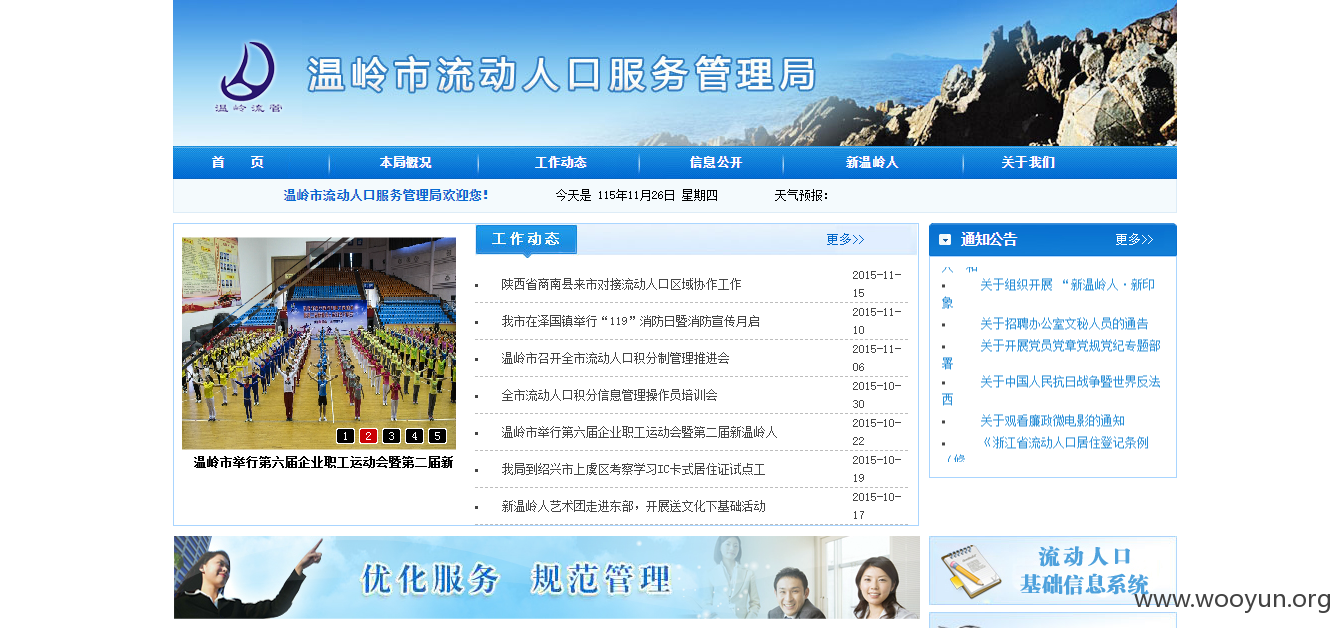 温岭市流动人口服务管理局
温岭流管
首 页 本局概况 工作动态 信息公开 新温岭人 关于我们
温岭市流动人口服务管理局欢迎您! 今天是 115年11月26日 星期四 天气预报:
工作动态 更多>>
陕西省商南县来市对接流动人口区域协作工作 2015-11-15
我市在泽国镇举行“119”消防日暨消防宣传月启 2015-11-10
温岭市召开全市流动人口积分制管理推进会 2015-11-06
全市流动人口积分信息管理操作员培训会 2015-10-30
温岭市举行第六届企业职工运动会暨第二届新温岭人 2015-10-22
我局到绍兴市上虞区考察学习IC卡式居住证试点工 2015-10-19
新温岭人艺术团走进东部，开展送文化下基础活动 2015-10-17
1 2 3 4 5
温岭市举行第六届企业职工运动会暨第二届新
通知公告 更多>>
关于组织开展 “新温岭人·新印
象
关于招聘办公室文秘人员的通告
关于开展党员党章党规党纪专题部
署
关于中国人民抗日战争暨世界反法
西
关于观看廉政微电影的通知
《浙江省流动人口居住登记条例
（修
优化服务 规范管理
流动人口
基础信息系统
www.wooyun.org